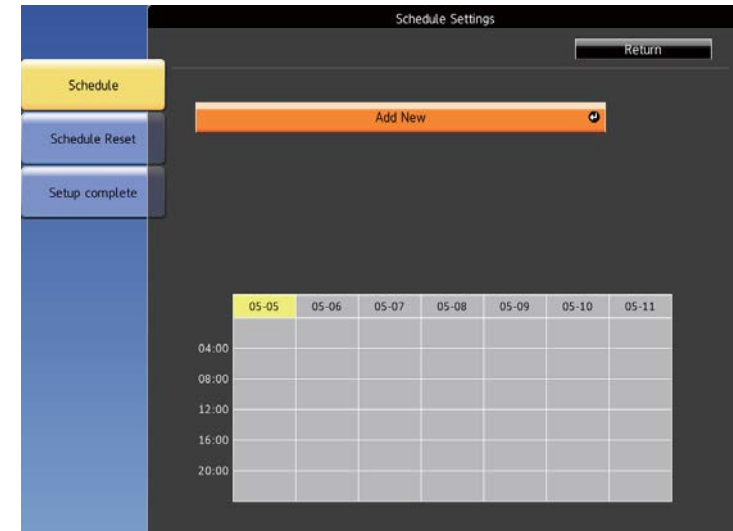 Schedule Settings
Return
Schedule
Schedule Reset
Setup complete
Add New
05-05 05-06 05-07 05-08 05-09 05-10 05-11
04:00
08:00
12:00
16:00
20:00